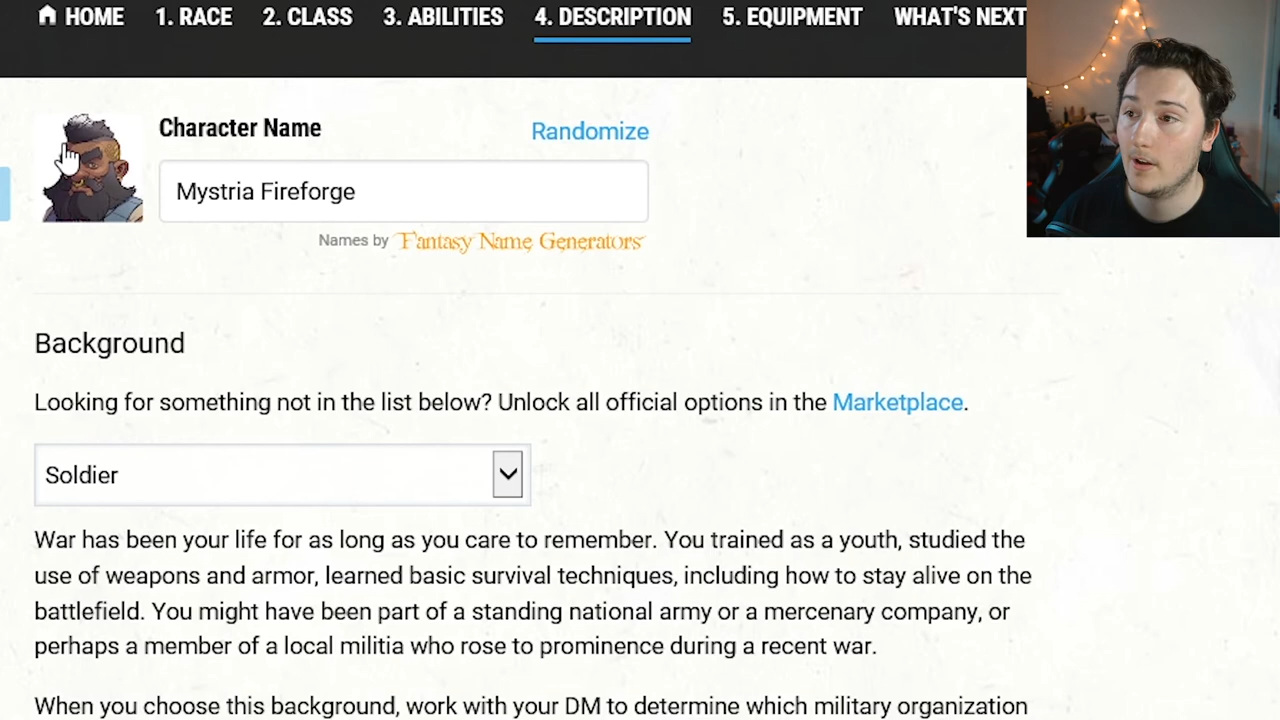 HOME 1. RACE 2. CLASS 3. ABILITIES 4. DESCRIPTION 5. EQUIPMENT WHAT'S NEXT
Character Name Randomize
Mystria Fireforge
Names by Fantasy Name Generators
Background
Looking for something not in the list below? Unlock all official options in the Marketplace.
Soldier
War has been your life for as long as you care to remember. You trained as a youth, studied the
use of weapons and armor, learned basic survival techniques, including how to stay alive on the
battlefield. You might have been part of a standing national army or a mercenary company, or
perhaps a member of a local militia who rose to prominence during a recent war.
When you choose this background, work with your DM to determine which military organization